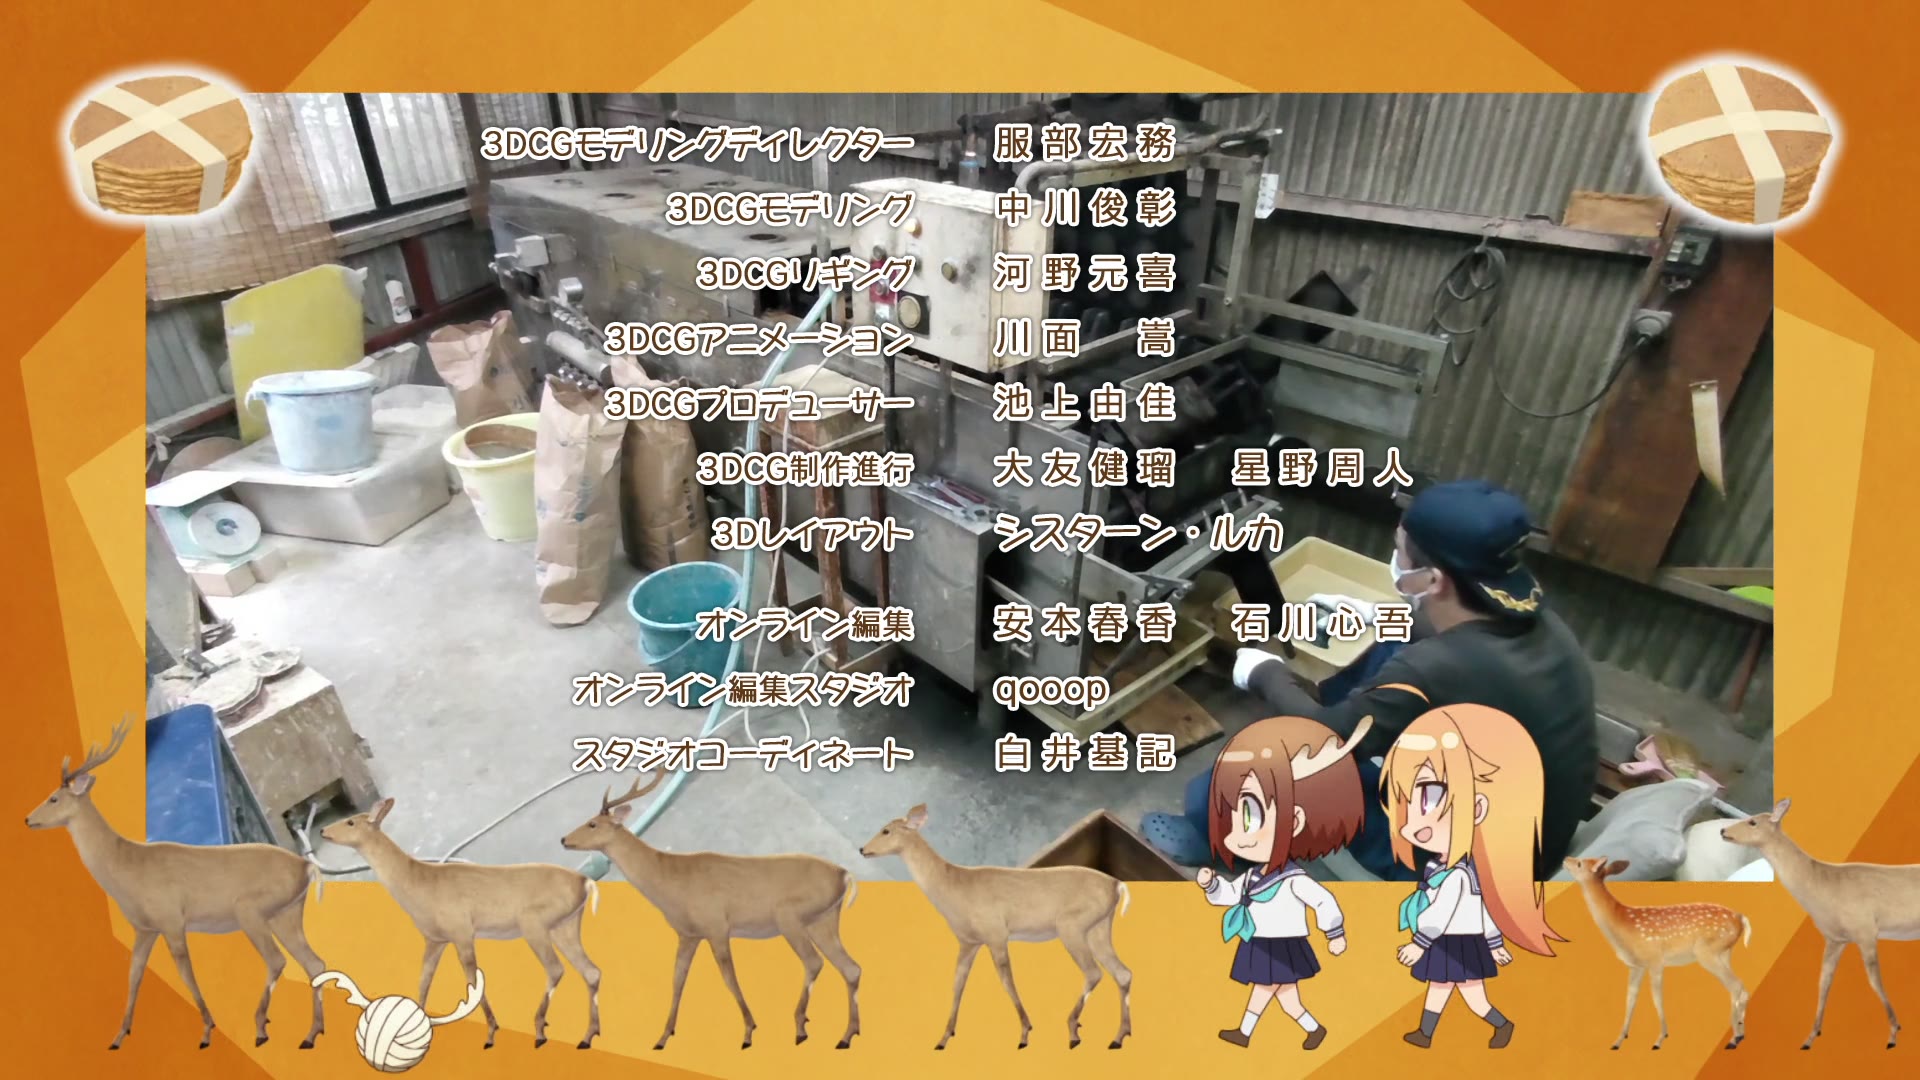 3DCGモデリングディレクター 服部宏務
3DCGモデリング 中川俊彰
3DCGリギング 河野元喜
3DCGアニメーション 川面 嵩
3DCGプロデューサー 池上由佳
3DCG制作進行 大友健瑠 星野周人
3Dレイアウト シスターン・ルカ
オンライン編集 安本春香 石川心吾
オンライン編集スタジオ qooop
スタジオコーディネート 白井基記